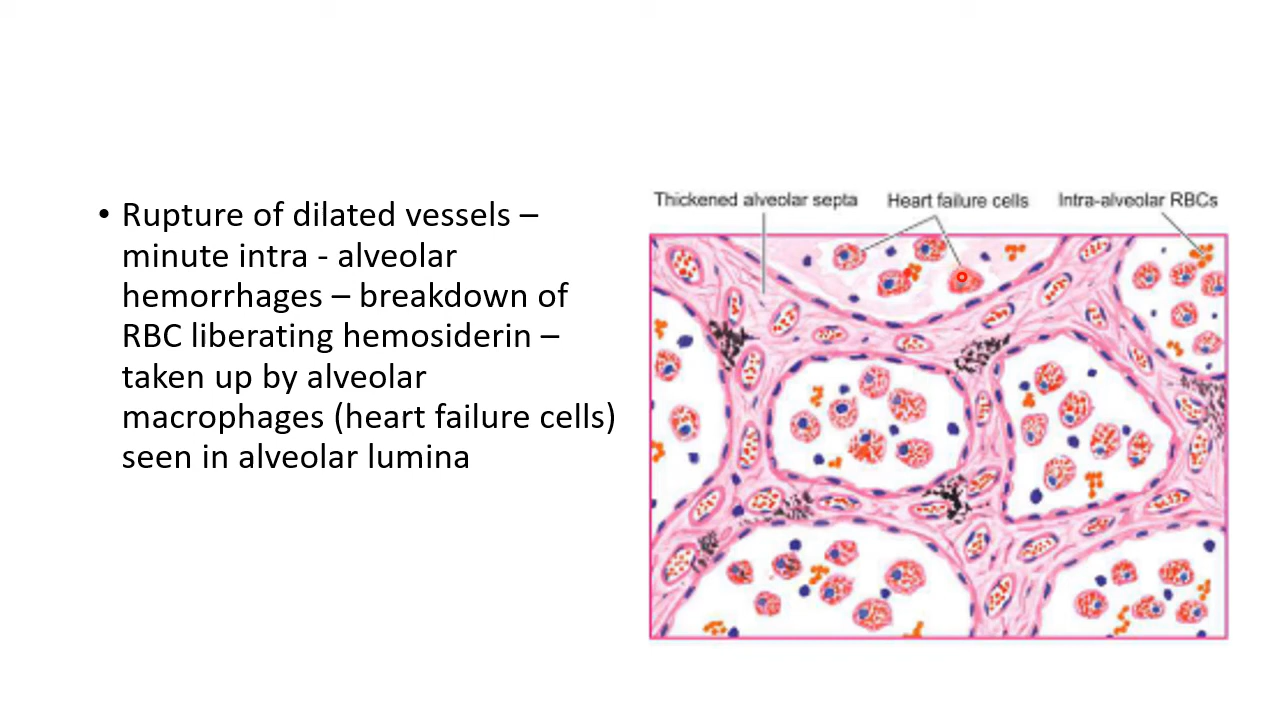 • Rupture of dilated vessels –
minute intra - alveolar
hemorrhages – breakdown of
RBC liberating hemosiderin –
taken up by alveolar
macrophages (heart failure cells)
seen in alveolar lumina
Thickened alveolar septa
Heart failure cells
Intra-alveolar RBCs